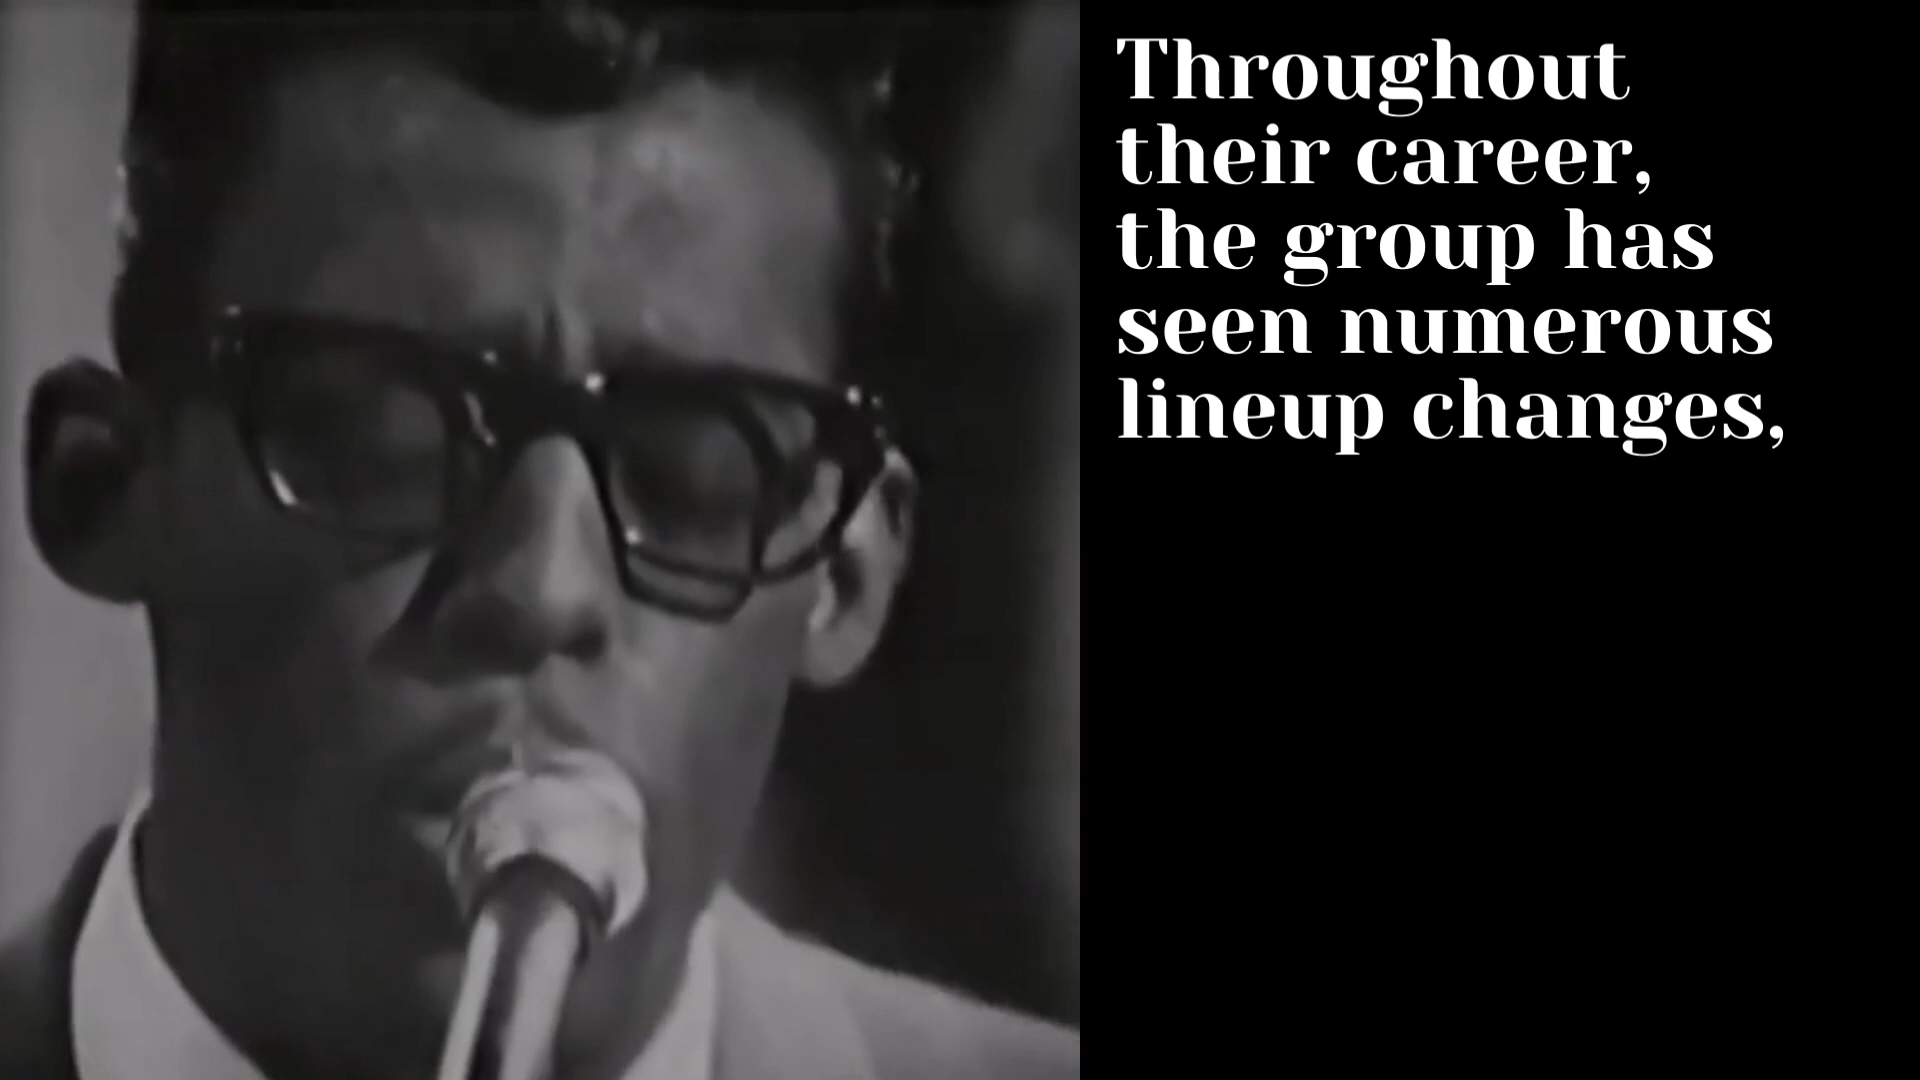 Throughout
their career,
the group has
seen numerous
lineup changes,